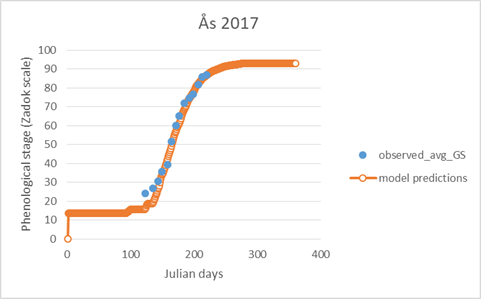 Ås 2017
Phenological stage (Zadok scale)
100
90
80
70
60
50
40
30
20
10
0
0 100 200 300 400
Julian days
observed_avg_GS
model predictions